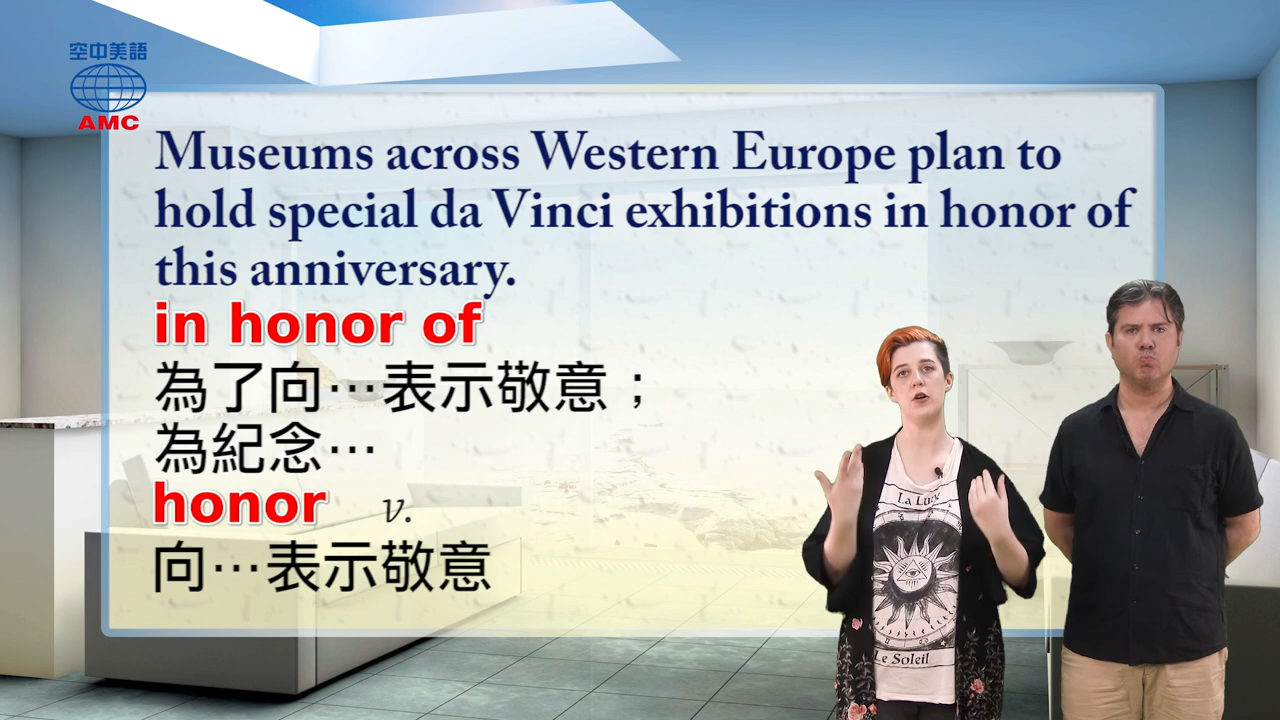 空中美語
AMC
Museums across Western Europe plan to
hold special da Vinci exhibitions in honor of
this anniversary.
in honor of
為了向…表示敬意；
為紀念…
honor v.
向…表示敬意
La Lune
Le Soleil